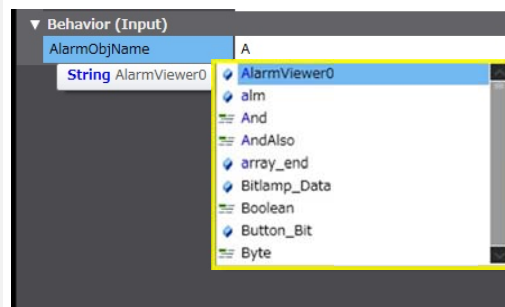 ▼ Behavior (Input)
AlarmObjName A
String AlarmViewer0
AlarmViewer0
alm
And
AndAlso
array_end
Bitlamp_Data
Boolean
Button_Bit
Byte